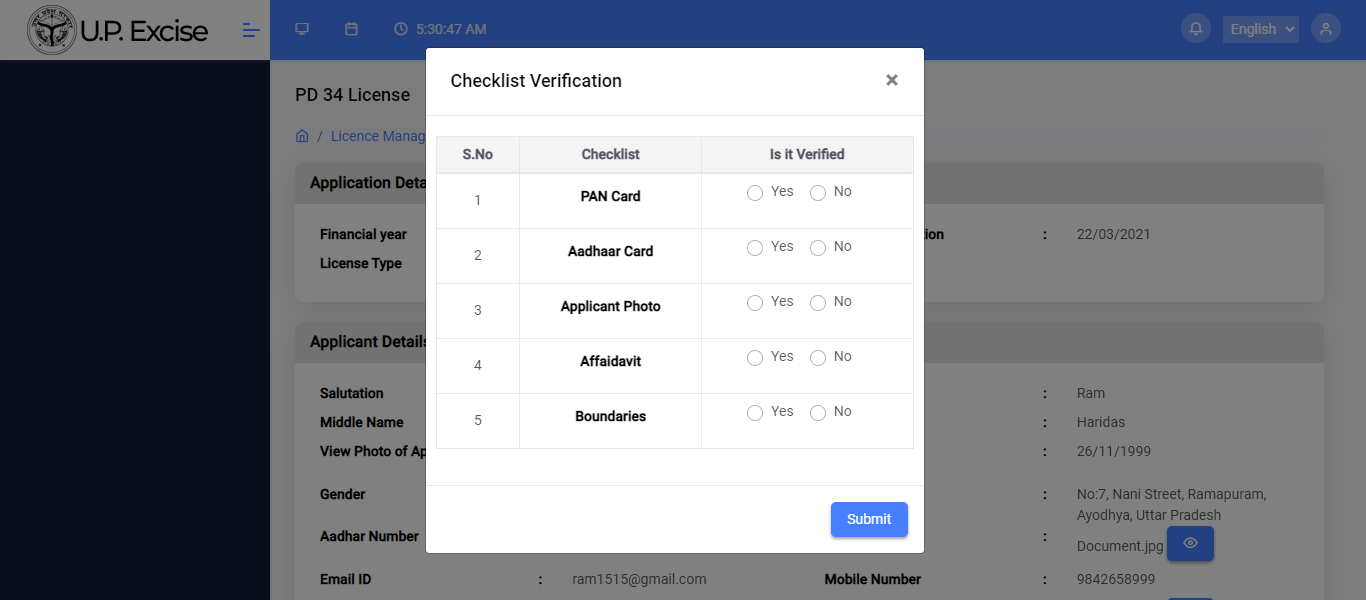 U.P. Excise
5:30:47 AM
English
Checklist Verification
×
PD 34 License
/ Licence Manag
S.No Checklist Is it Verified
1 PAN Card Yes No
2 Aadhaar Card Yes No
3 Applicant Photo Yes No
4 Affaidavit Yes No
5 Boundaries Yes No
Submit
Application Deta
Financial year
ion : 22/03/2021
License Type
Applicant Details
Salutation : Ram
Middle Name : Haridas
View Photo of Ap : 26/11/1999
Gender : No:7, Nani Street, Ramapuram,
Ayodhya, Uttar Pradesh
Aadhar Number : Document.jpg
Email ID : ram1515@gmail.com Mobile Number : 9842658999